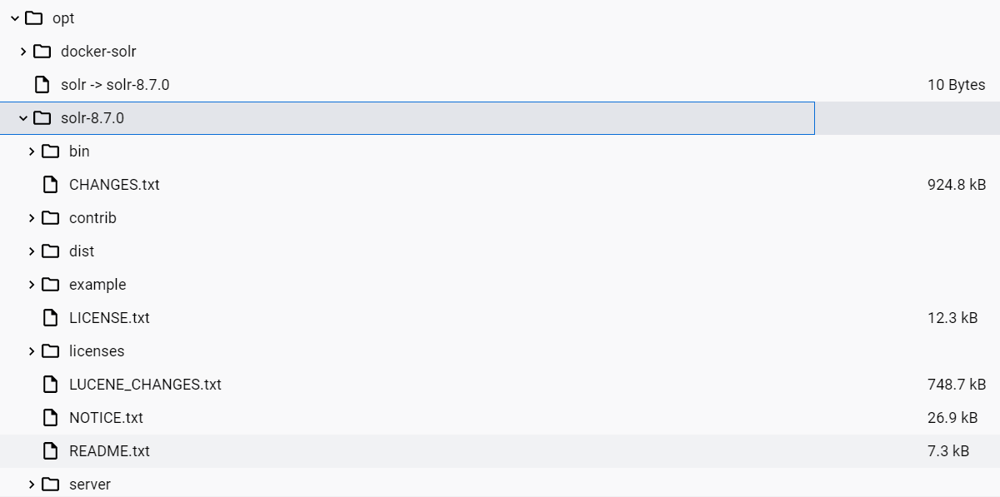 opt
docker-solr
solr -> solr-8.7.0 10 Bytes
solr-8.7.0
bin
CHANGES.txt 924.8 kB
contrib
dist
example
LICENSE.txt 12.3 kB
licenses
LUCENE_CHANGES.txt 748.7 kB
NOTICE.txt 26.9 kB
README.txt 7.3 kB
server